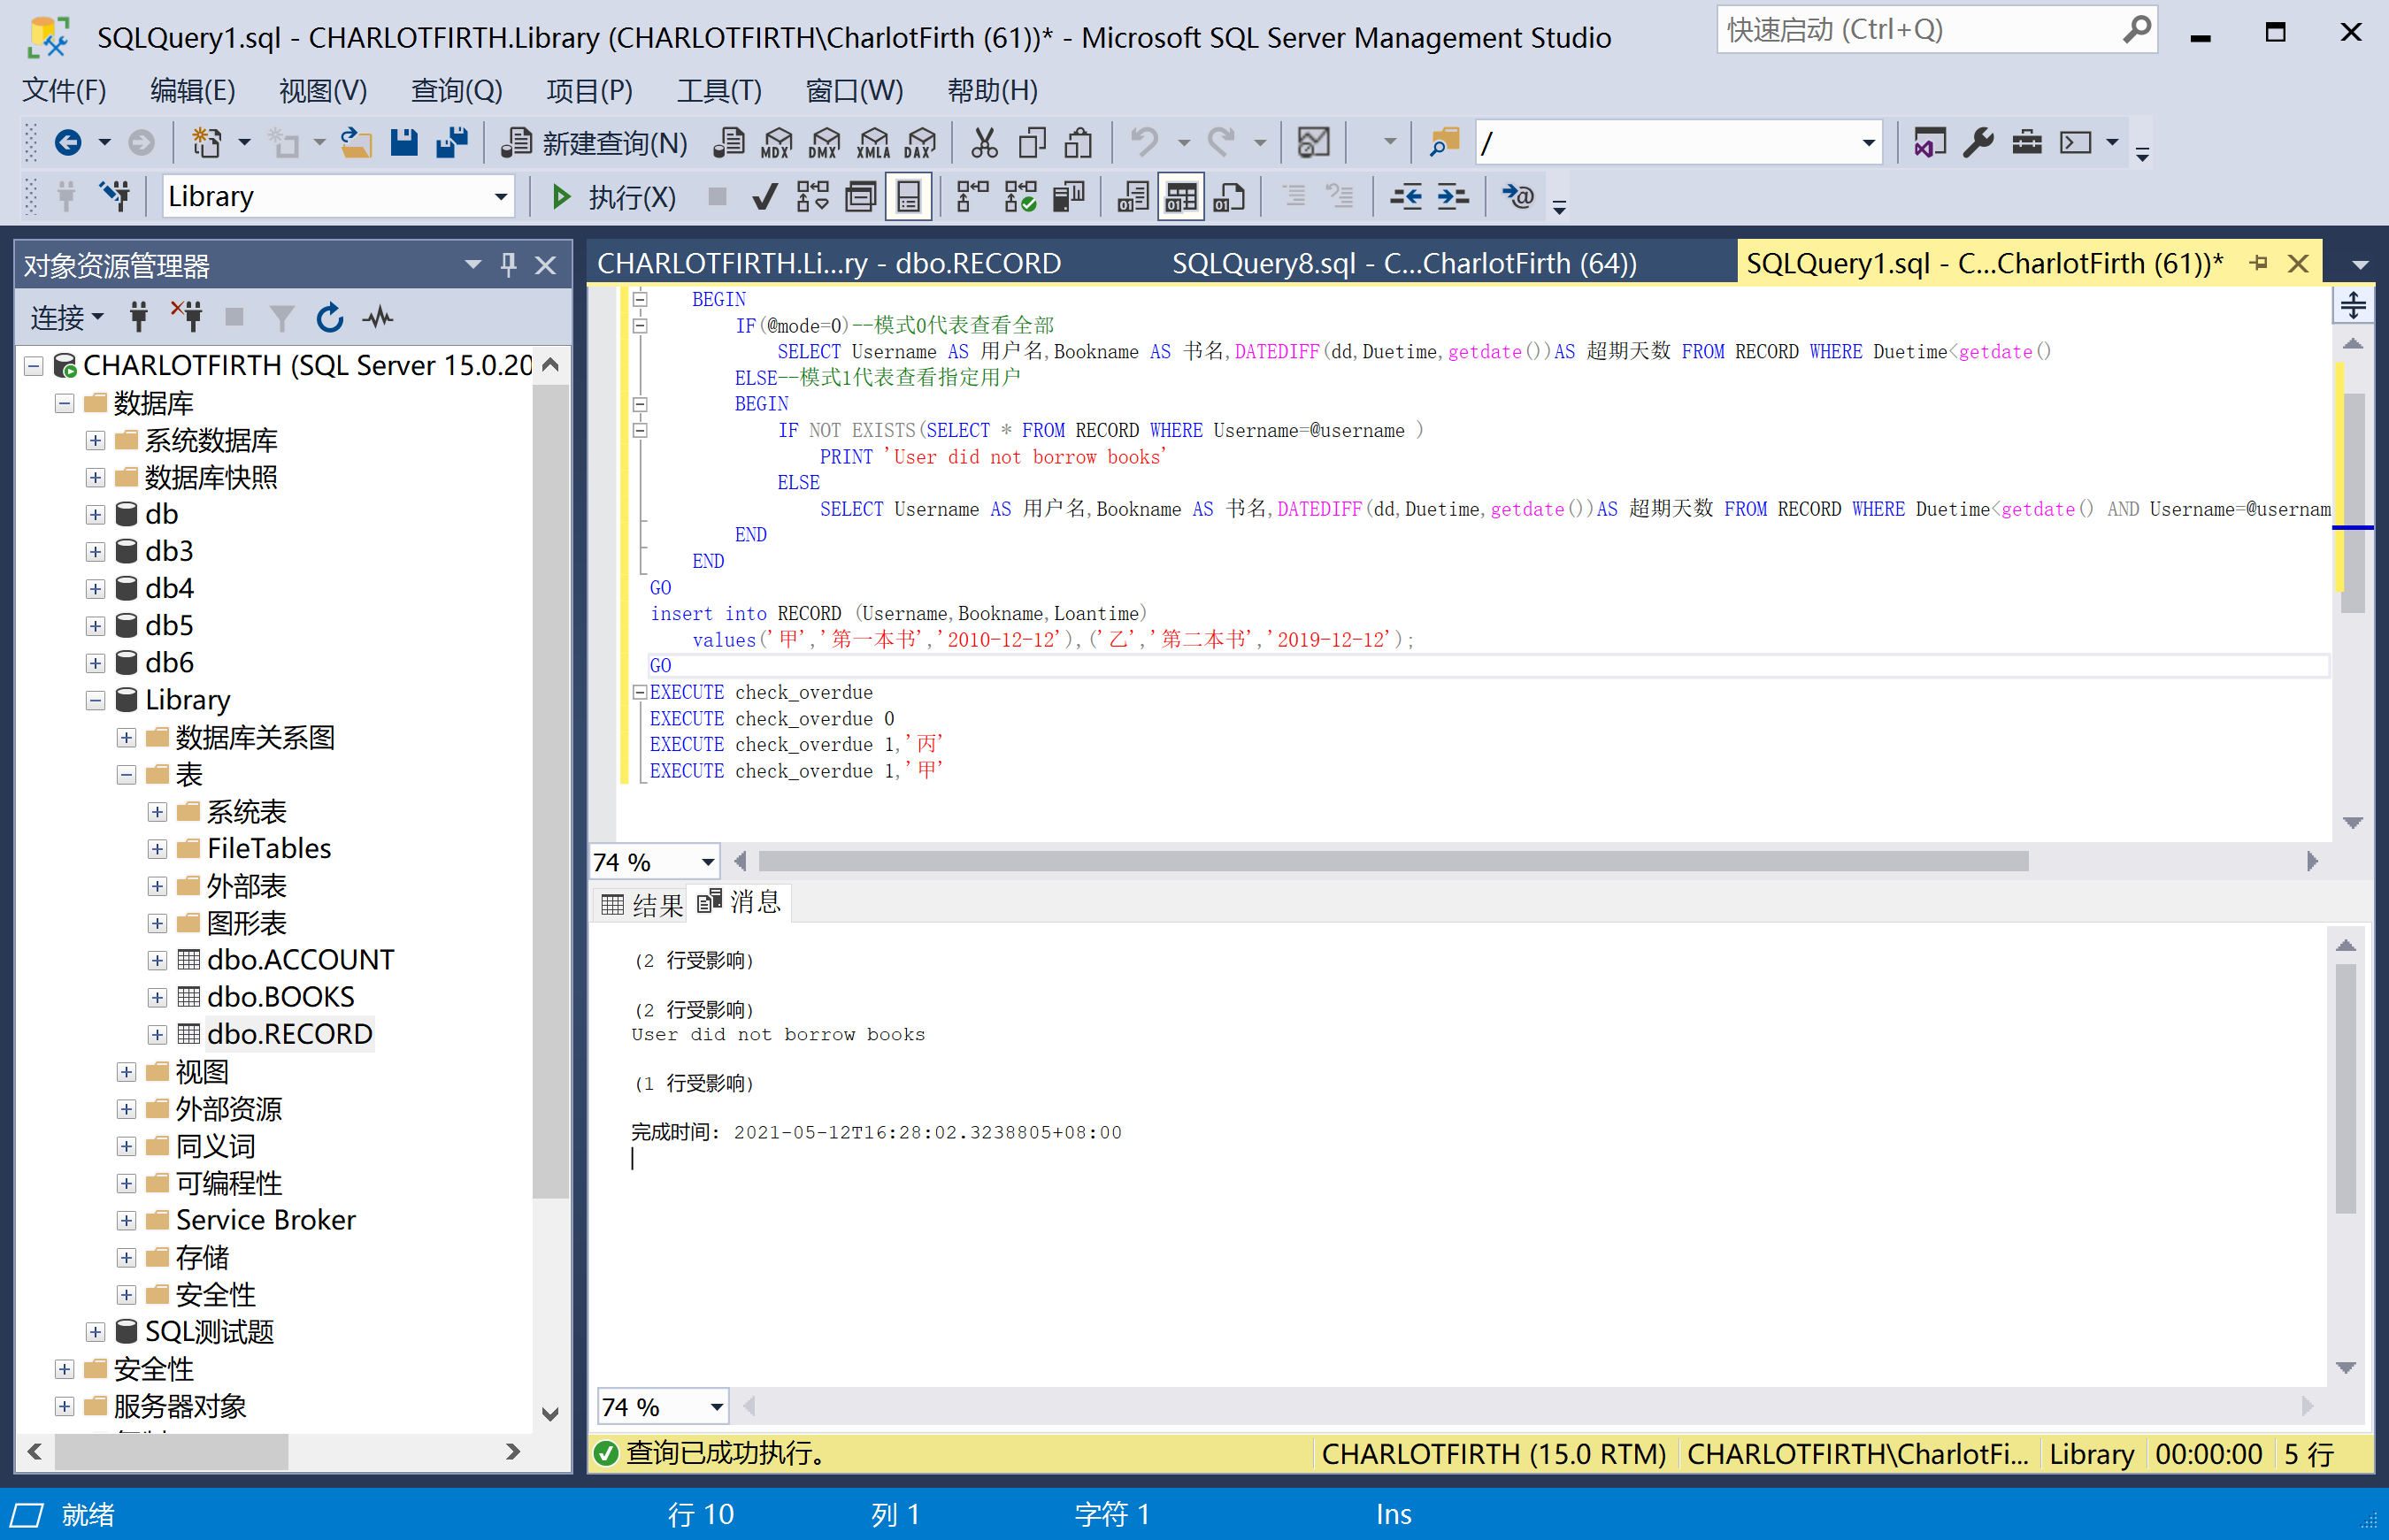 SQLQuery1.sql - CHARLOTFIRTH.Library (CHARLOTFIRTH\CharlotFirth (61))* - Microsoft SQL Server Management Studio
快速启动 (Ctrl+Q)
文件(F) 编辑(E) 视图(V) 查询(Q) 项目(P) 工具(T) 窗口(W) 帮助(H)
新建查询(N) MDX DMX XMLA DAX /
Library 执行(X)
对象资源管理器
连接
CHARLOTFIRTH (SQL Server 15.0.20
数据库
系统数据库
数据库快照
db
db3
db4
db5
db6
Library
数据库关系图
表
系统表
FileTables
外部表
图形表
dbo.ACCOUNT
dbo.BOOKS
dbo.RECORD
视图
外部资源
同义词
可编程性
Service Broker
存储
安全性
SQL测试题
安全性
服务器对象
CHARLOTFIRTH.Li...ry - dbo.RECORD SQLQuery8.sql - C...CharlotFirth (64)) SQLQuery1.sql - C...CharlotFirth (61))*
BEGIN
IF(@mode=0)--模式0代表查看全部
SELECT Username AS 用户名,Bookname AS 书名,DATEDIFF(dd,Duetime,getdate())AS 超期天数 FROM RECORD WHERE Duetime<getdate()
ELSE--模式1代表查看指定用户
BEGIN
IF NOT EXISTS(SELECT * FROM RECORD WHERE Username=@username )
PRINT 'User did not borrow books'
ELSE
SELECT Username AS 用户名,Bookname AS 书名,DATEDIFF(dd,Duetime,getdate())AS 超期天数 FROM RECORD WHERE Duetime<getdate() AND Username=@usernam
END
END
GO
insert into RECORD (Username,Bookname,Loantime)
values('甲','第一本书','2010-12-12'),('乙','第二本书','2019-12-12');
GO
EXECUTE check_overdue
EXECUTE check_overdue 0
EXECUTE check_overdue 1,'丙'
EXECUTE check_overdue 1,'甲'
74 %
结果 消息
(2 行受影响)
(2 行受影响)
User did not borrow books
(1 行受影响)
完成时间: 2021-05-12T16:28:02.3238805+08:00
74 %
查询已成功执行。 CHARLOTFIRTH (15.0 RTM) CHARLOTFIRTH\CharlotFi... Library 00:00:00 5 行
就绪 行 10 列 1 字符 1 Ins